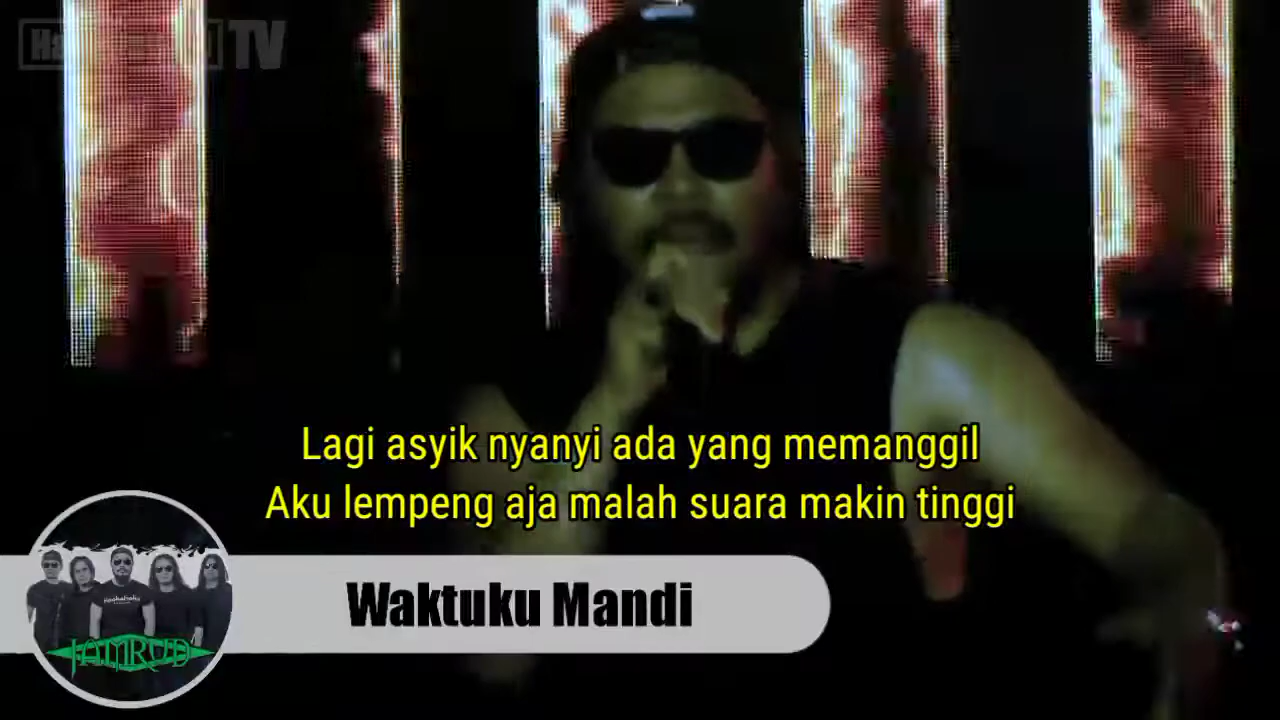 TV
Lagi asyik nyanyi ada yang memanggil
Aku lempeng aja malah suara makin tinggi
Waktuku Mandi
JAMRUD